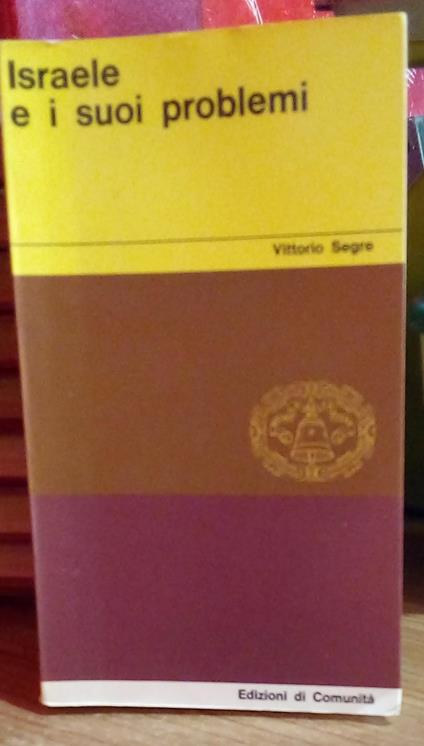 Israele
e i suoi problemi
Vittorio Segre
Edizioni di Comunità